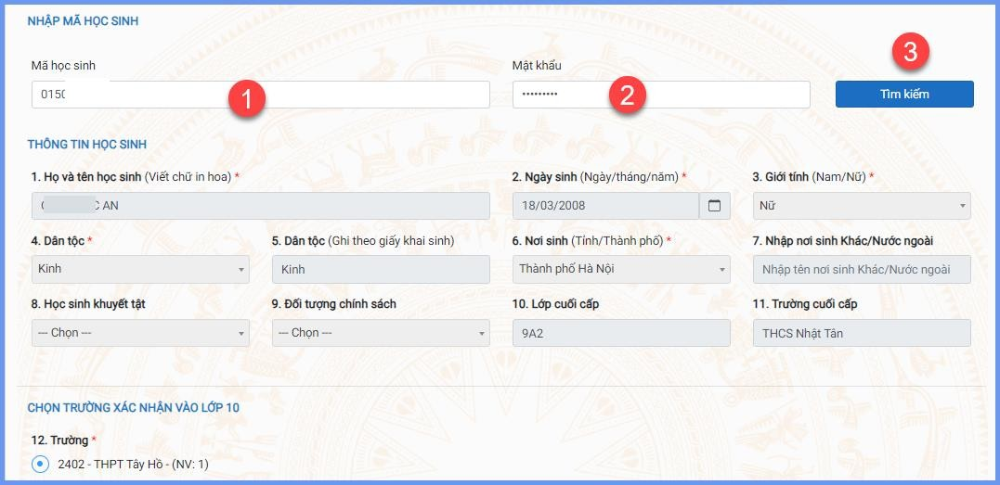 NHẬP MÃ HỌC SINH
Mã học sinh
Mật khẩu
3
015
1
•••••••••
2
Tìm kiếm
THÔNG TIN HỌC SINH
1. Họ và tên học sinh (Viết chữ in hoa) *
2. Ngày sinh (Ngày/tháng/năm) *
3. Giới tính (Nam/Nữ) *
AN
18/03/2008
Nữ
4. Dân tộc *
5. Dân tộc (Ghi theo giấy khai sinh)
6. Nơi sinh (Tỉnh/Thành phố) *
7. Nhập nơi sinh Khác/Nước ngoài
Kinh
Kinh
Thành phố Hà Nội
Nhập tên nơi sinh Khác/Nước ngoài
8. Học sinh khuyết tật
9. Đối tượng chính sách
10. Lớp cuối cấp
11. Trường cuối cấp
--- Chọn ---
--- Chọn ---
9A2
THCS Nhật Tân
CHỌN TRƯỜNG XÁC NHẬN VÀO LỚP 10
12. Trường *
2402 - THPT Tây Hồ - (NV: 1)